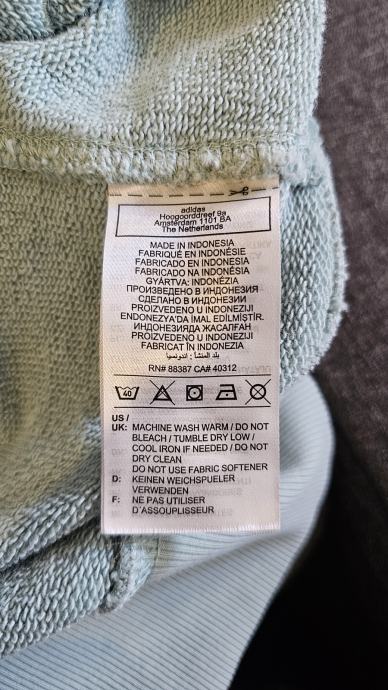 adidas
Hoogoorddreef 9a
Amsterdam 1101 BA
The Netherlands
MADE IN INDONESIA
FABRIQUÉ EN INDONÉSIE
FABRICADO EN INDONESIA
FABRICADO NA INDONÉSIA
GYÁRTVA: INDONÉZIA
ПРОИЗВЕДЕНО В ИНДОНЕЗИЯ
СДЕЛАНО В ИНДОНЕЗИИ
PROIZVEDENO U INDONEZIJI
ENDONEZYA'DA İMAL EDİLMİŞTİR.
ИНДОНЕЗИЯДА ЖАСАЛҒАН
PROIZVEDENO U INDONEZIJI
FABRICAT ÎN INDONEZIA
بلد المنشأ : اندونيسيا
RN# 88387 CA# 40312
40
US /
UK: MACHINE WASH WARM / DO NOT
BLEACH / TUMBLE DRY LOW /
COOL IRON IF NEEDED / DO NOT
DRY CLEAN
DO NOT USE FABRIC SOFTENER
D: KEINEN WEICHSPUELER
VERWENDEN
F: NE PAS UTILISER
D'ASSOUPLISSEUR